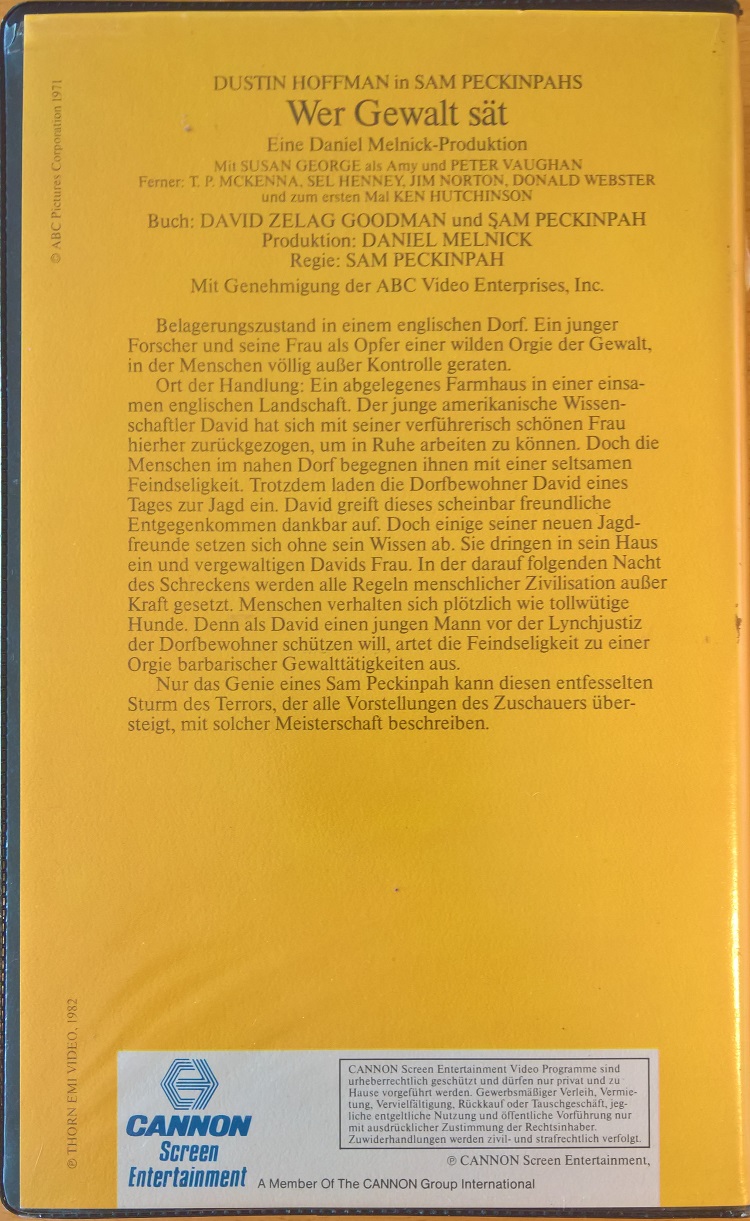 DUSTIN HOFFMAN in SAM PECKINPAHS
Wer Gewalt sät
Eine Daniel Melnick-Produktion
Mit SUSAN GEORGE als Amy und PETER VAUGHAN
Ferner: T. P. MCKENNA, SEL HENNEY, JIM NORTON, DONALD WEBSTER
und zum ersten Mal KEN HUTCHINSON
Buch: DAVID ZELAG GOODMAN und SAM PECKINPAH
Produktion: DANIEL MELNICK
Regie: SAM PECKINPAH
Mit Genehmigung der ABC Video Enterprises, Inc.
Belagerungszustand in einem englischen Dorf. Ein junger
Forscher und seine Frau als Opfer einer wilden Orgie der Gewalt,
in der Menschen völlig außer Kontrolle geraten.
Ort der Handlung: Ein abgelegenes Farmhaus in einer einsa-
men englischen Landschaft. Der junge amerikanische Wissen-
schaftler David hat sich mit seiner verführerisch schönen Frau
hierher zurückgezogen, um in Ruhe arbeiten zu können. Doch die
Menschen im nahen Dorf begegnen ihnen mit einer seltsamen
Feindseligkeit. Trotzdem laden die Dorfbewohner David eines
Tages zur Jagd ein. David greift dieses scheinbar freundliche
Entgegenkommen dankbar auf. Doch einige seiner neuen Jagd-
freunde setzen sich ohne sein Wissen ab. Sie dringen in sein Haus
ein und vergewaltigen Davids Frau. In der darauf folgenden Nacht
des Schreckens werden alle Regeln menschlicher Zivilisation außer
Kraft gesetzt. Menschen verhalten sich plötzlich wie tollwütige
Hunde. Denn als David einen jungen Mann vor der Lynchjustiz
der Dorfbewohner schützen will, artet die Feindseligkeit zu einer
Orgie barbarischer Gewalttätigkeiten aus.
Nur das Genie eines Sam Peckinpah kann diesen entfesselten
Sturm des Terrors, der alle Vorstellungen des Zuschauers über-
steigt, mit solcher Meisterschaft beschreiben.
© ABC Pictures Corporation 1971
℗ THORN EMI VIDEO, 1982
CANNON
Screen
Entertainment
CANNON Screen Entertainment Video Programme sind
urheberrechtlich geschützt und dürfen nur privat und zu
Hause vorgeführt werden. Gewerbsmäßiger Verleih, Vermie-
tung, Vervielfältigung, Rückkauf oder Tauschgeschäft, jeg-
liche entgeltliche Nutzung und öffentliche Vorführung nur
mit ausdrücklicher Zustimmung der Rechtsinhaber.
Zuwiderhandlungen werden zivil- und strafrechtlich verfolgt.
℗ CANNON Screen Entertainment,
A Member Of The CANNON Group International